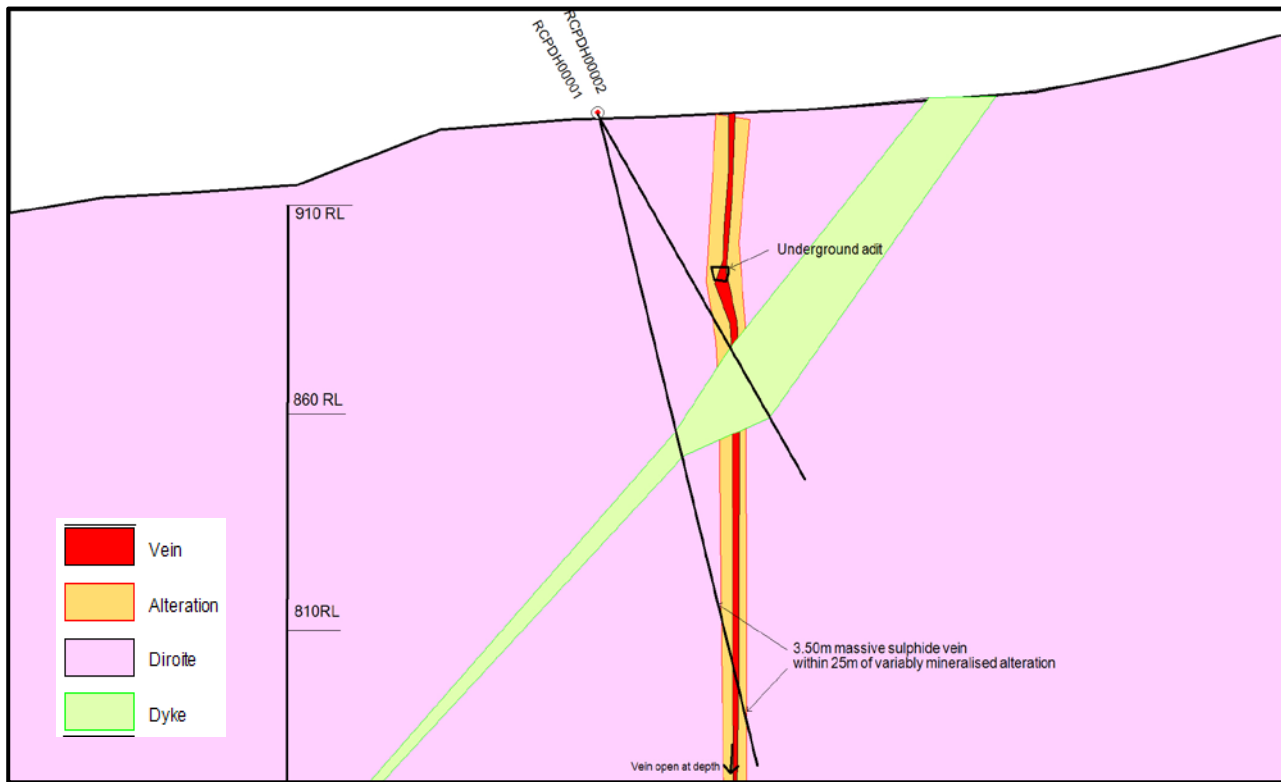 RCPDH00001
RCPDH00002
910 RL
Underground adit
860 RL
810RL
3.50m massive sulphide vein
within 25m of variably mineralised alteration
Vein open at depth
Vein
Alteration
Diroite
Dyke